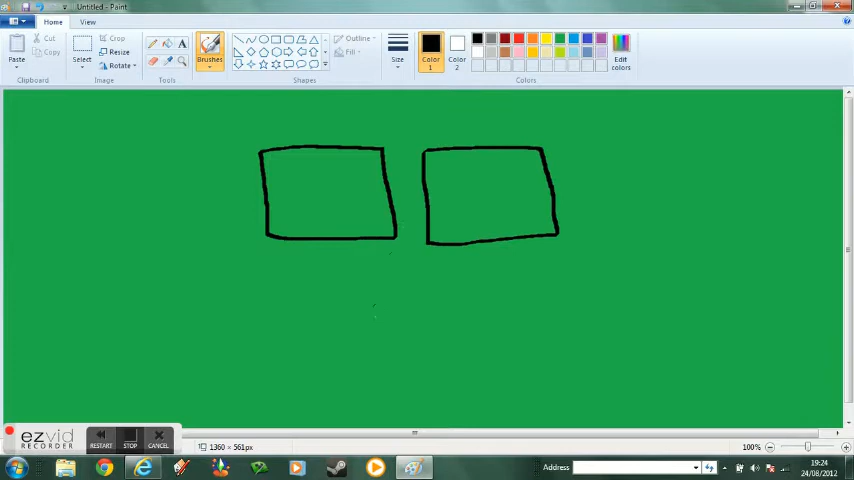 Untitled - Paint
Home
View
Paste
Cut
Copy
Clipboard
Select
Crop
Resize
Rotate
Image
A
Tools
Brushes
Outline
Fill
Shapes
Size
Color 1
Color 2
Edit colors
Colors
ezvid
RECORDER
RESTART
STOP
CANCEL
1360 × 561px
100%
Address
19:24
24/08/2012